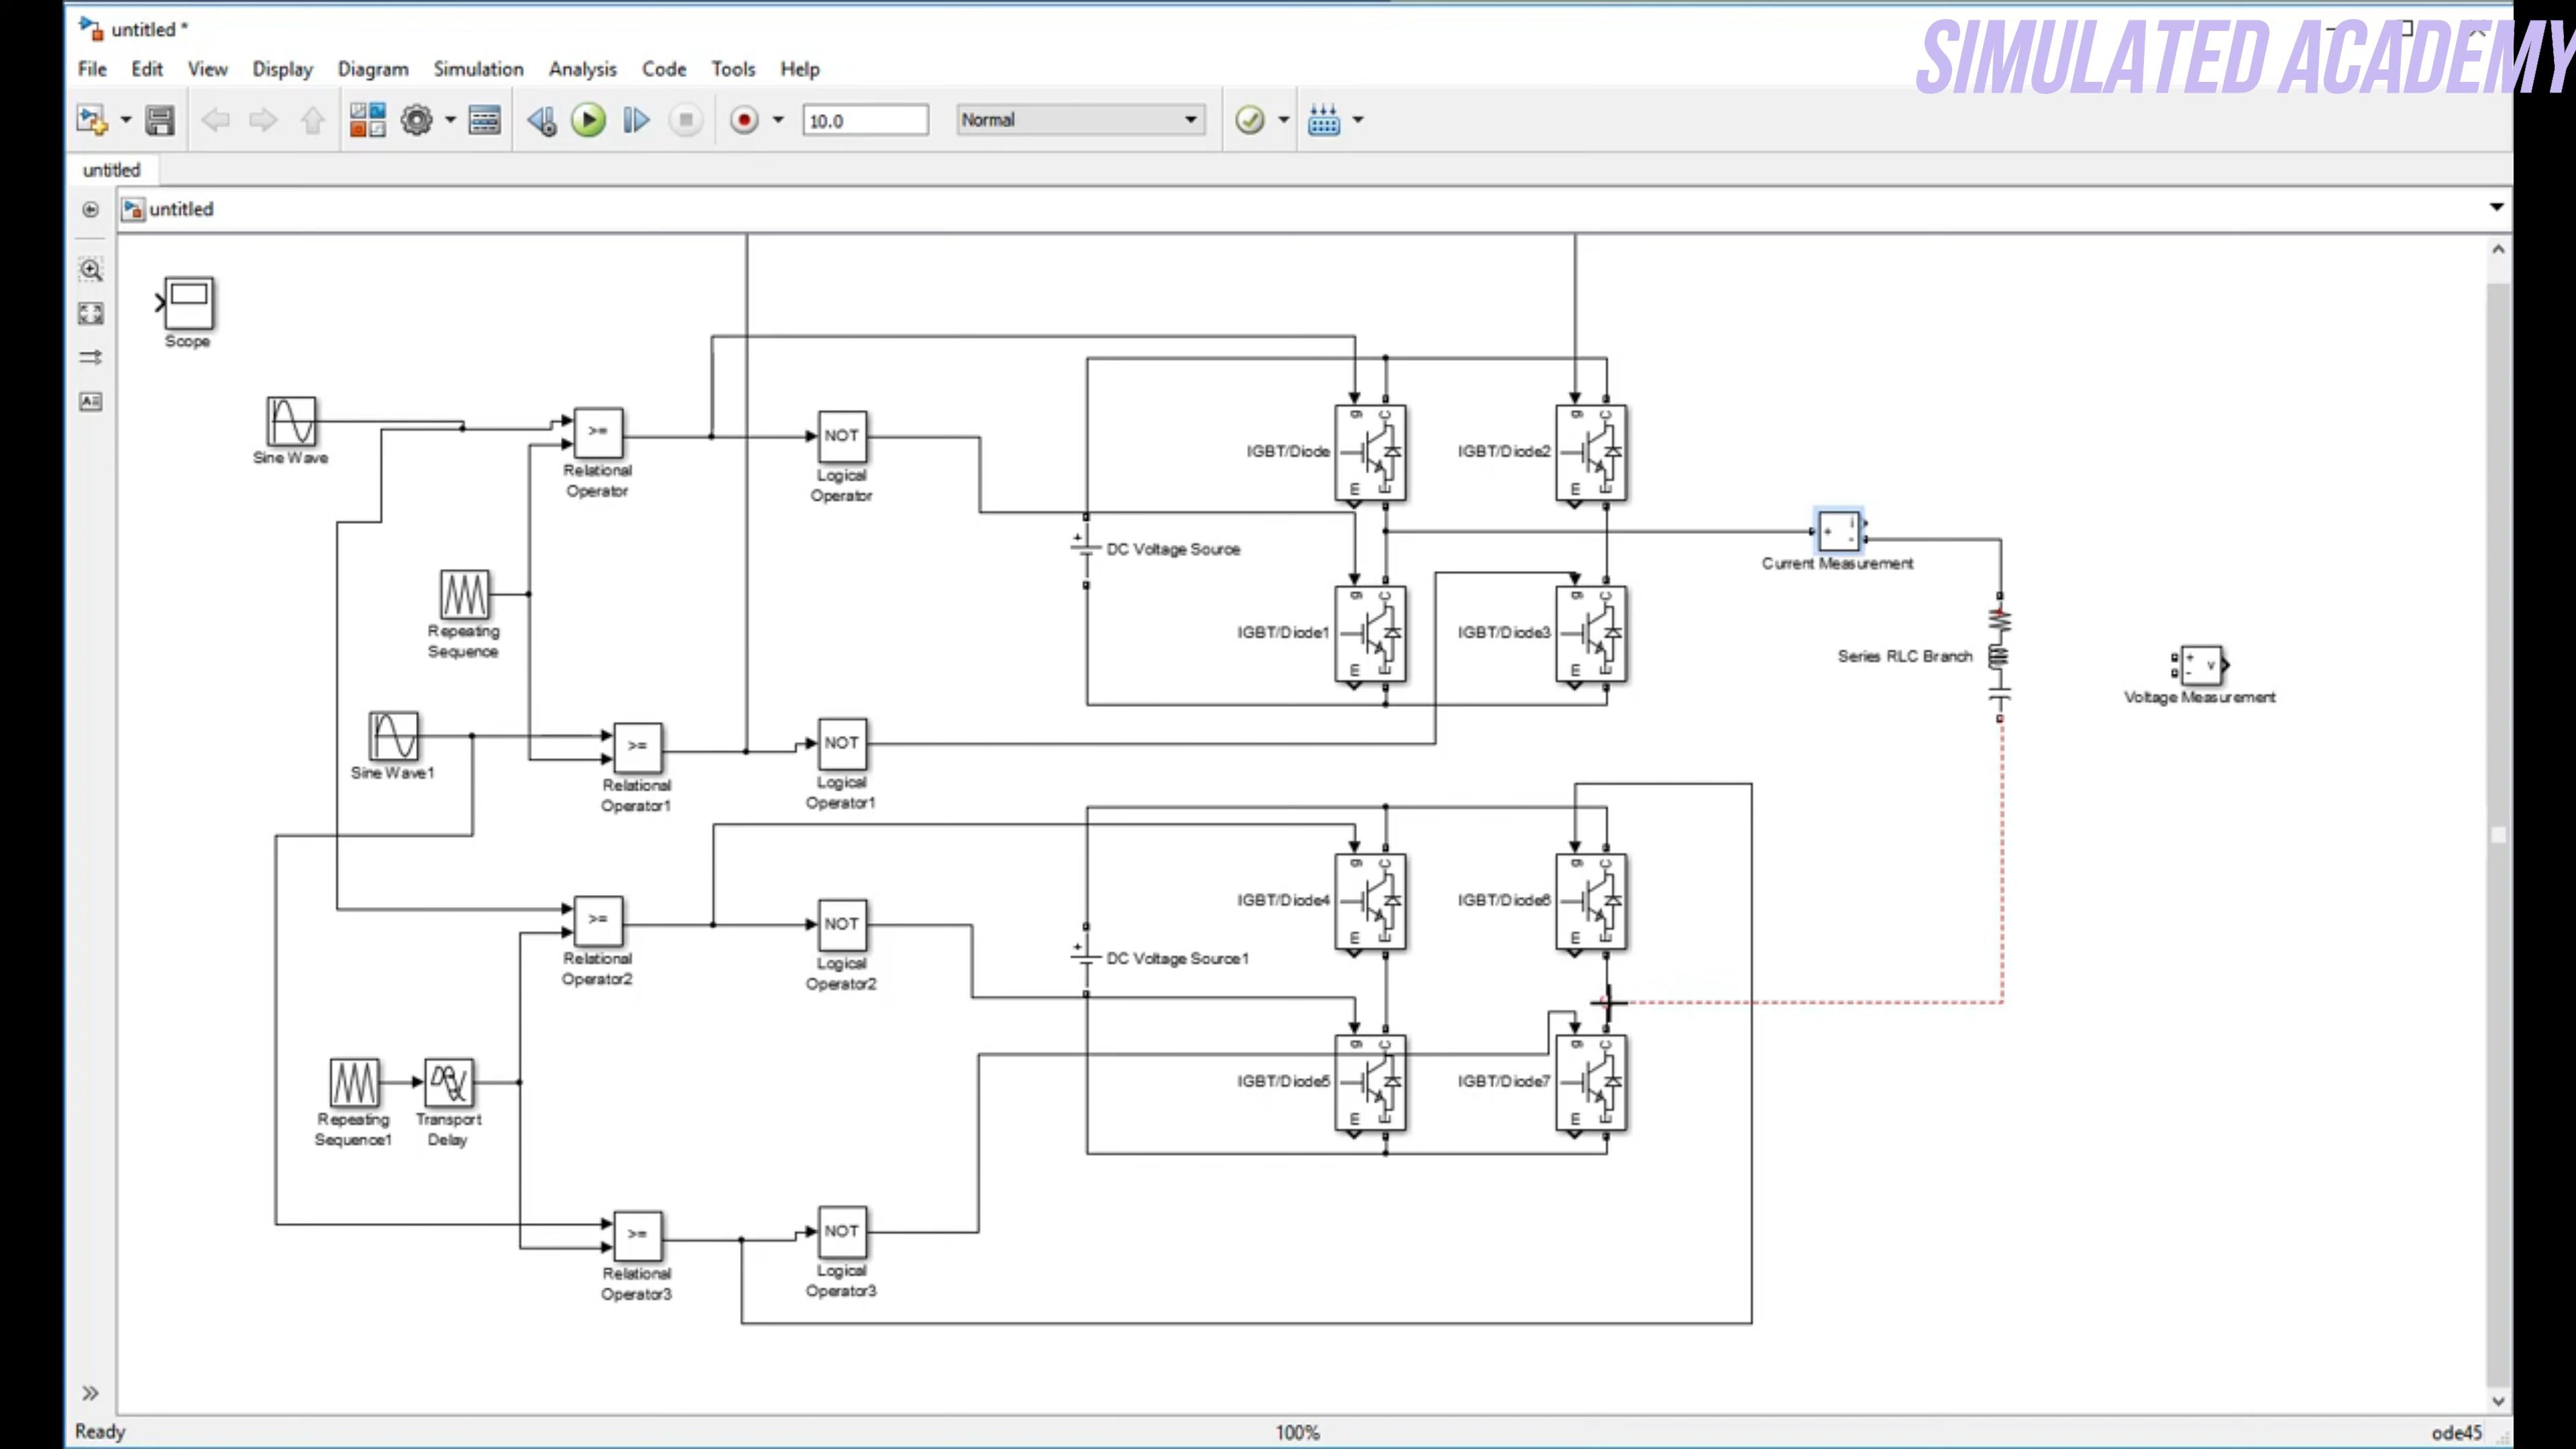 untitled *
SIMULATED ACADEMY
File Edit View Display Diagram Simulation Analysis Code Tools Help
10.0
Normal
untitled
untitled
Scope
Sine Wave
>=
Relational
Operator
NOT
Logical
Operator
g C
E
m
IGBT/Diode
g C
E
m
IGBT/Diode2
+
DC Voltage Source
+ i
-
Current Measurement
Repeating
Sequence
g C
E
m
IGBT/Diode1
g C
E
m
IGBT/Diode3
Series RLC Branch
+ v
-
Voltage Measurement
Sine Wave1
>=
Relational
Operator1
NOT
Logical
Operator1
g C
E
m
IGBT/Diode4
g C
E
m
IGBT/Diode6
>=
Relational
Operator2
NOT
Logical
Operator2
+
DC Voltage Source1
Repeating
Sequence1
Transport
Delay
g C
E
m
IGBT/Diode5
g C
E
m
IGBT/Diode7
>=
Relational
Operator3
NOT
Logical
Operator3
Ready
100%
ode45